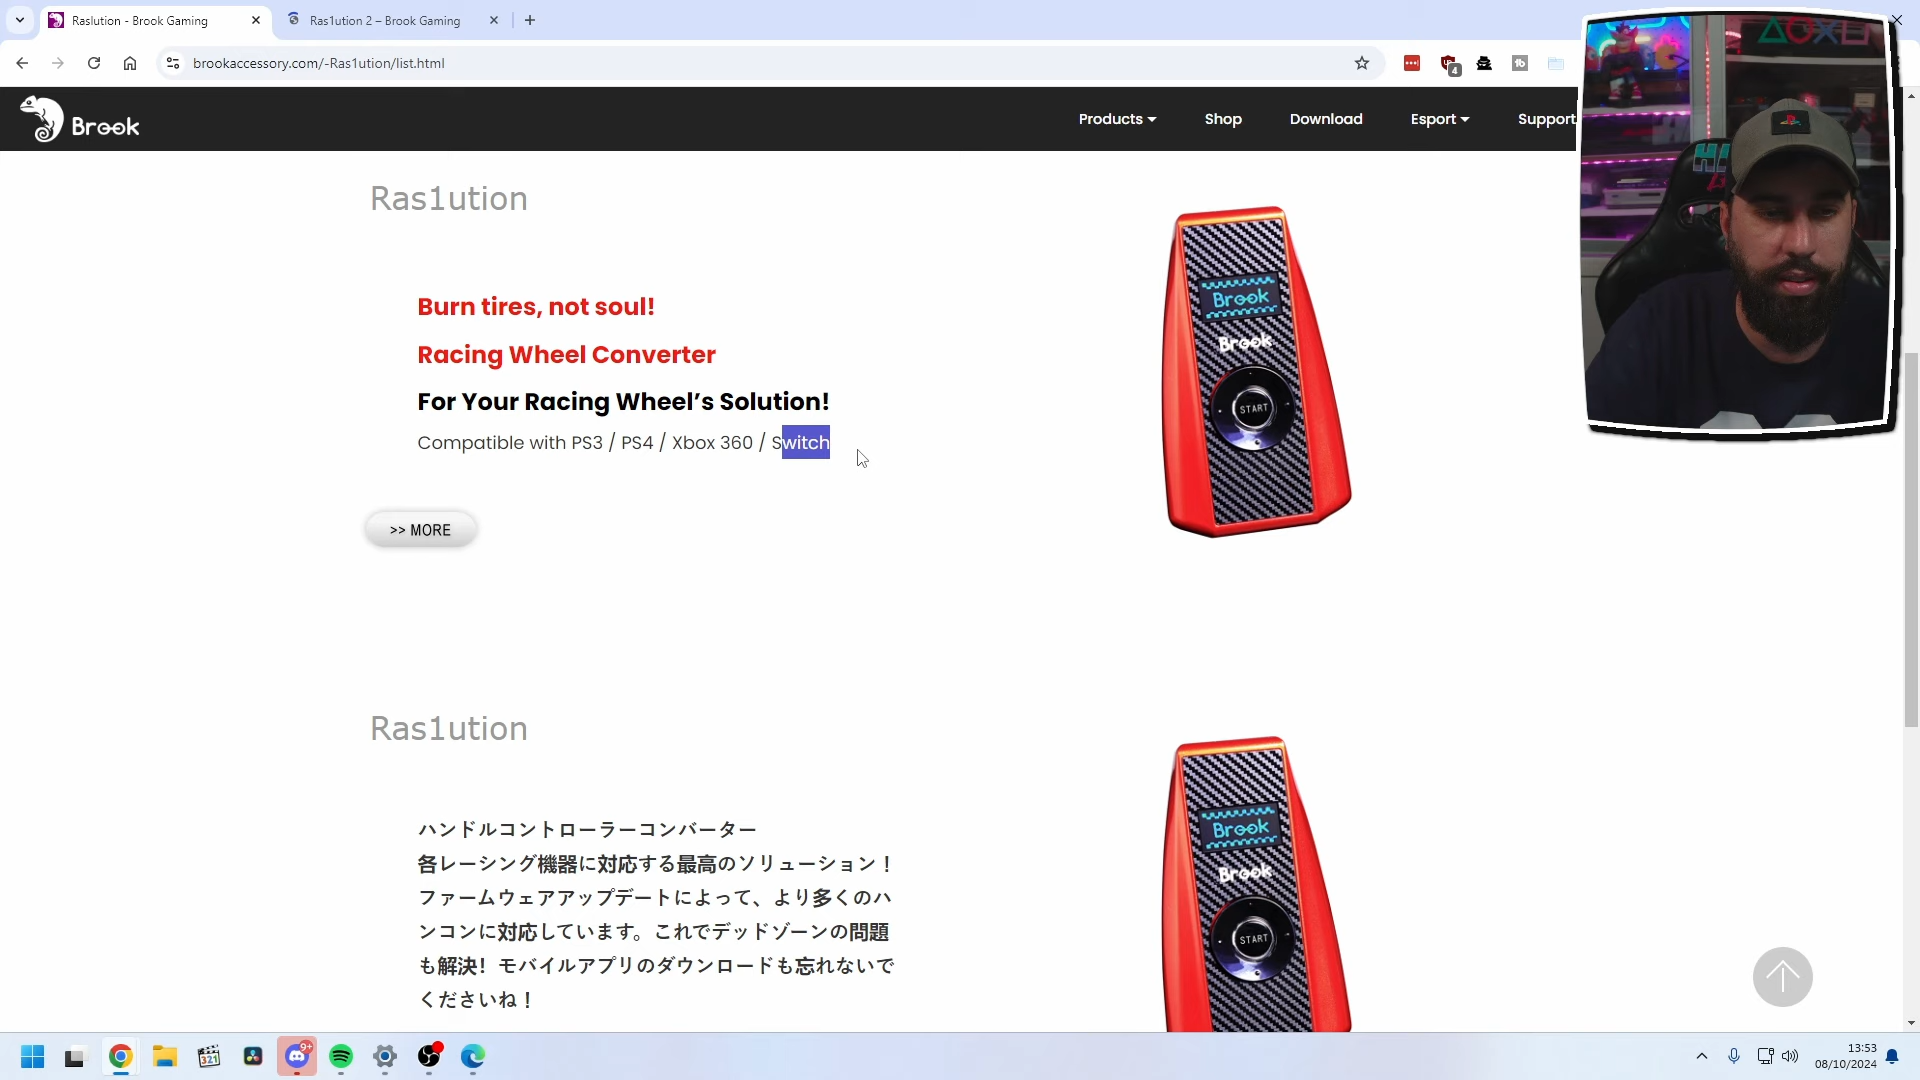 Raslution - Brook Gaming
Ras1ution 2 – Brook Gaming
brookaccessory.com/-Ras1ution/list.html
4
Brook
Products
Shop
Download
Esport
Support
Ras1ution
Burn tires, not soul!
Racing Wheel Converter
For Your Racing Wheel’s Solution!
Compatible with PS3 / PS4 / Xbox 360 / Switch
>> MORE
Brook
Brook
START
Ras1ution
ハンドルコントローラーコンバーター
各レーシング機器に対応する最高のソリューション！
ファームウェアアップデートによって、より多くのハ
ンコンに対応しています。これでデッドゾーンの問題
も解決！モバイルアプリのダウンロードも忘れないで
くださいね！
Brook
Brook
START
321
9+
13:53
08/10/2024